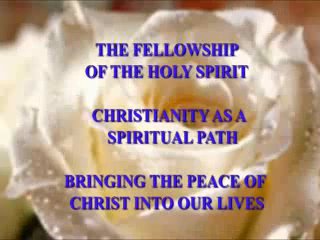 THE FELLOWSHIP
OF THE HOLY SPIRIT
CHRISTIANITY AS A
SPIRITUAL PATH
BRINGING THE PEACE OF
CHRIST INTO OUR LIVES